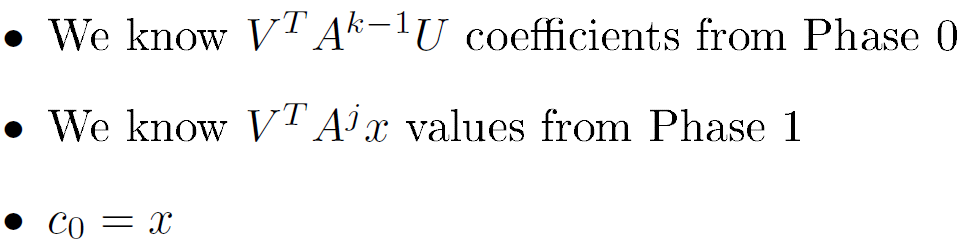 • We know $V^T A^{k-1} U$ coefficients from Phase 0
• We know $V^T A^j x$ values from Phase 1
• $c_0 = x$